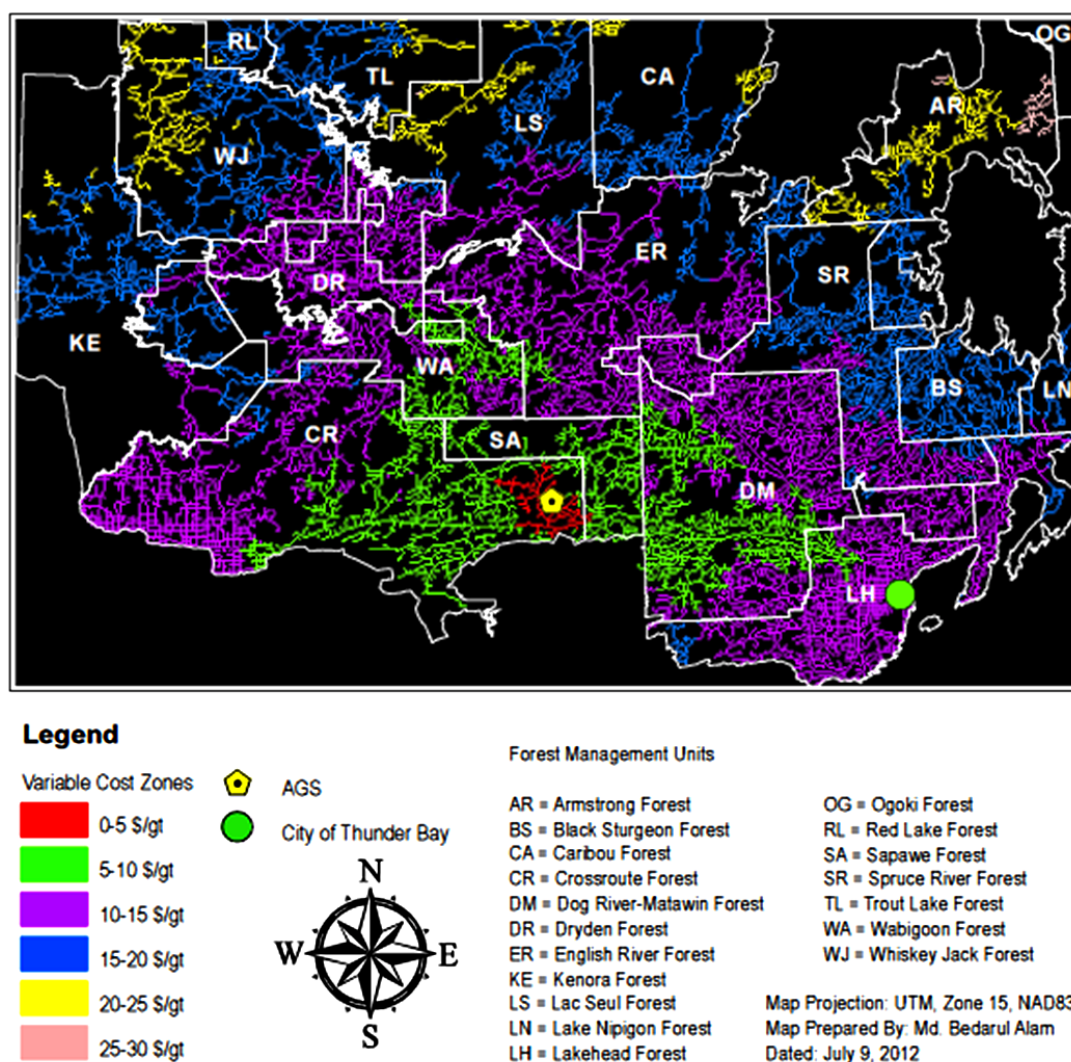 RL
OG
TL
CA
AR
LS
WJ
ER
SR
DR
KE
WA
BS
LN
CR
SA
DM
LH
Legend
Variable Cost Zones
0-5 $/gt
5-10 $/gt
10-15 $/gt
15-20 $/gt
20-25 $/gt
25-30 $/gt
AGS
City of Thunder Bay
N
W
E
S
Forest Management Units
AR = Armstrong Forest
BS = Black Sturgeon Forest
CA = Caribou Forest
CR = Crossroute Forest
DM = Dog River-Matawin Forest
DR = Dryden Forest
ER = English River Forest
KE = Kenora Forest
LS = Lac Seul Forest
LN = Lake Nipigon Forest
LH = Lakehead Forest
OG = Ogoki Forest
RL = Red Lake Forest
SA = Sapawe Forest
SR = Spruce River Forest
TL = Trout Lake Forest
WA = Wabigoon Forest
WJ = Whiskey Jack Forest
Map Projection: UTM, Zone 15, NAD83
Map Prepared By: Md. Bedarul Alam
Dated: July 9, 2012